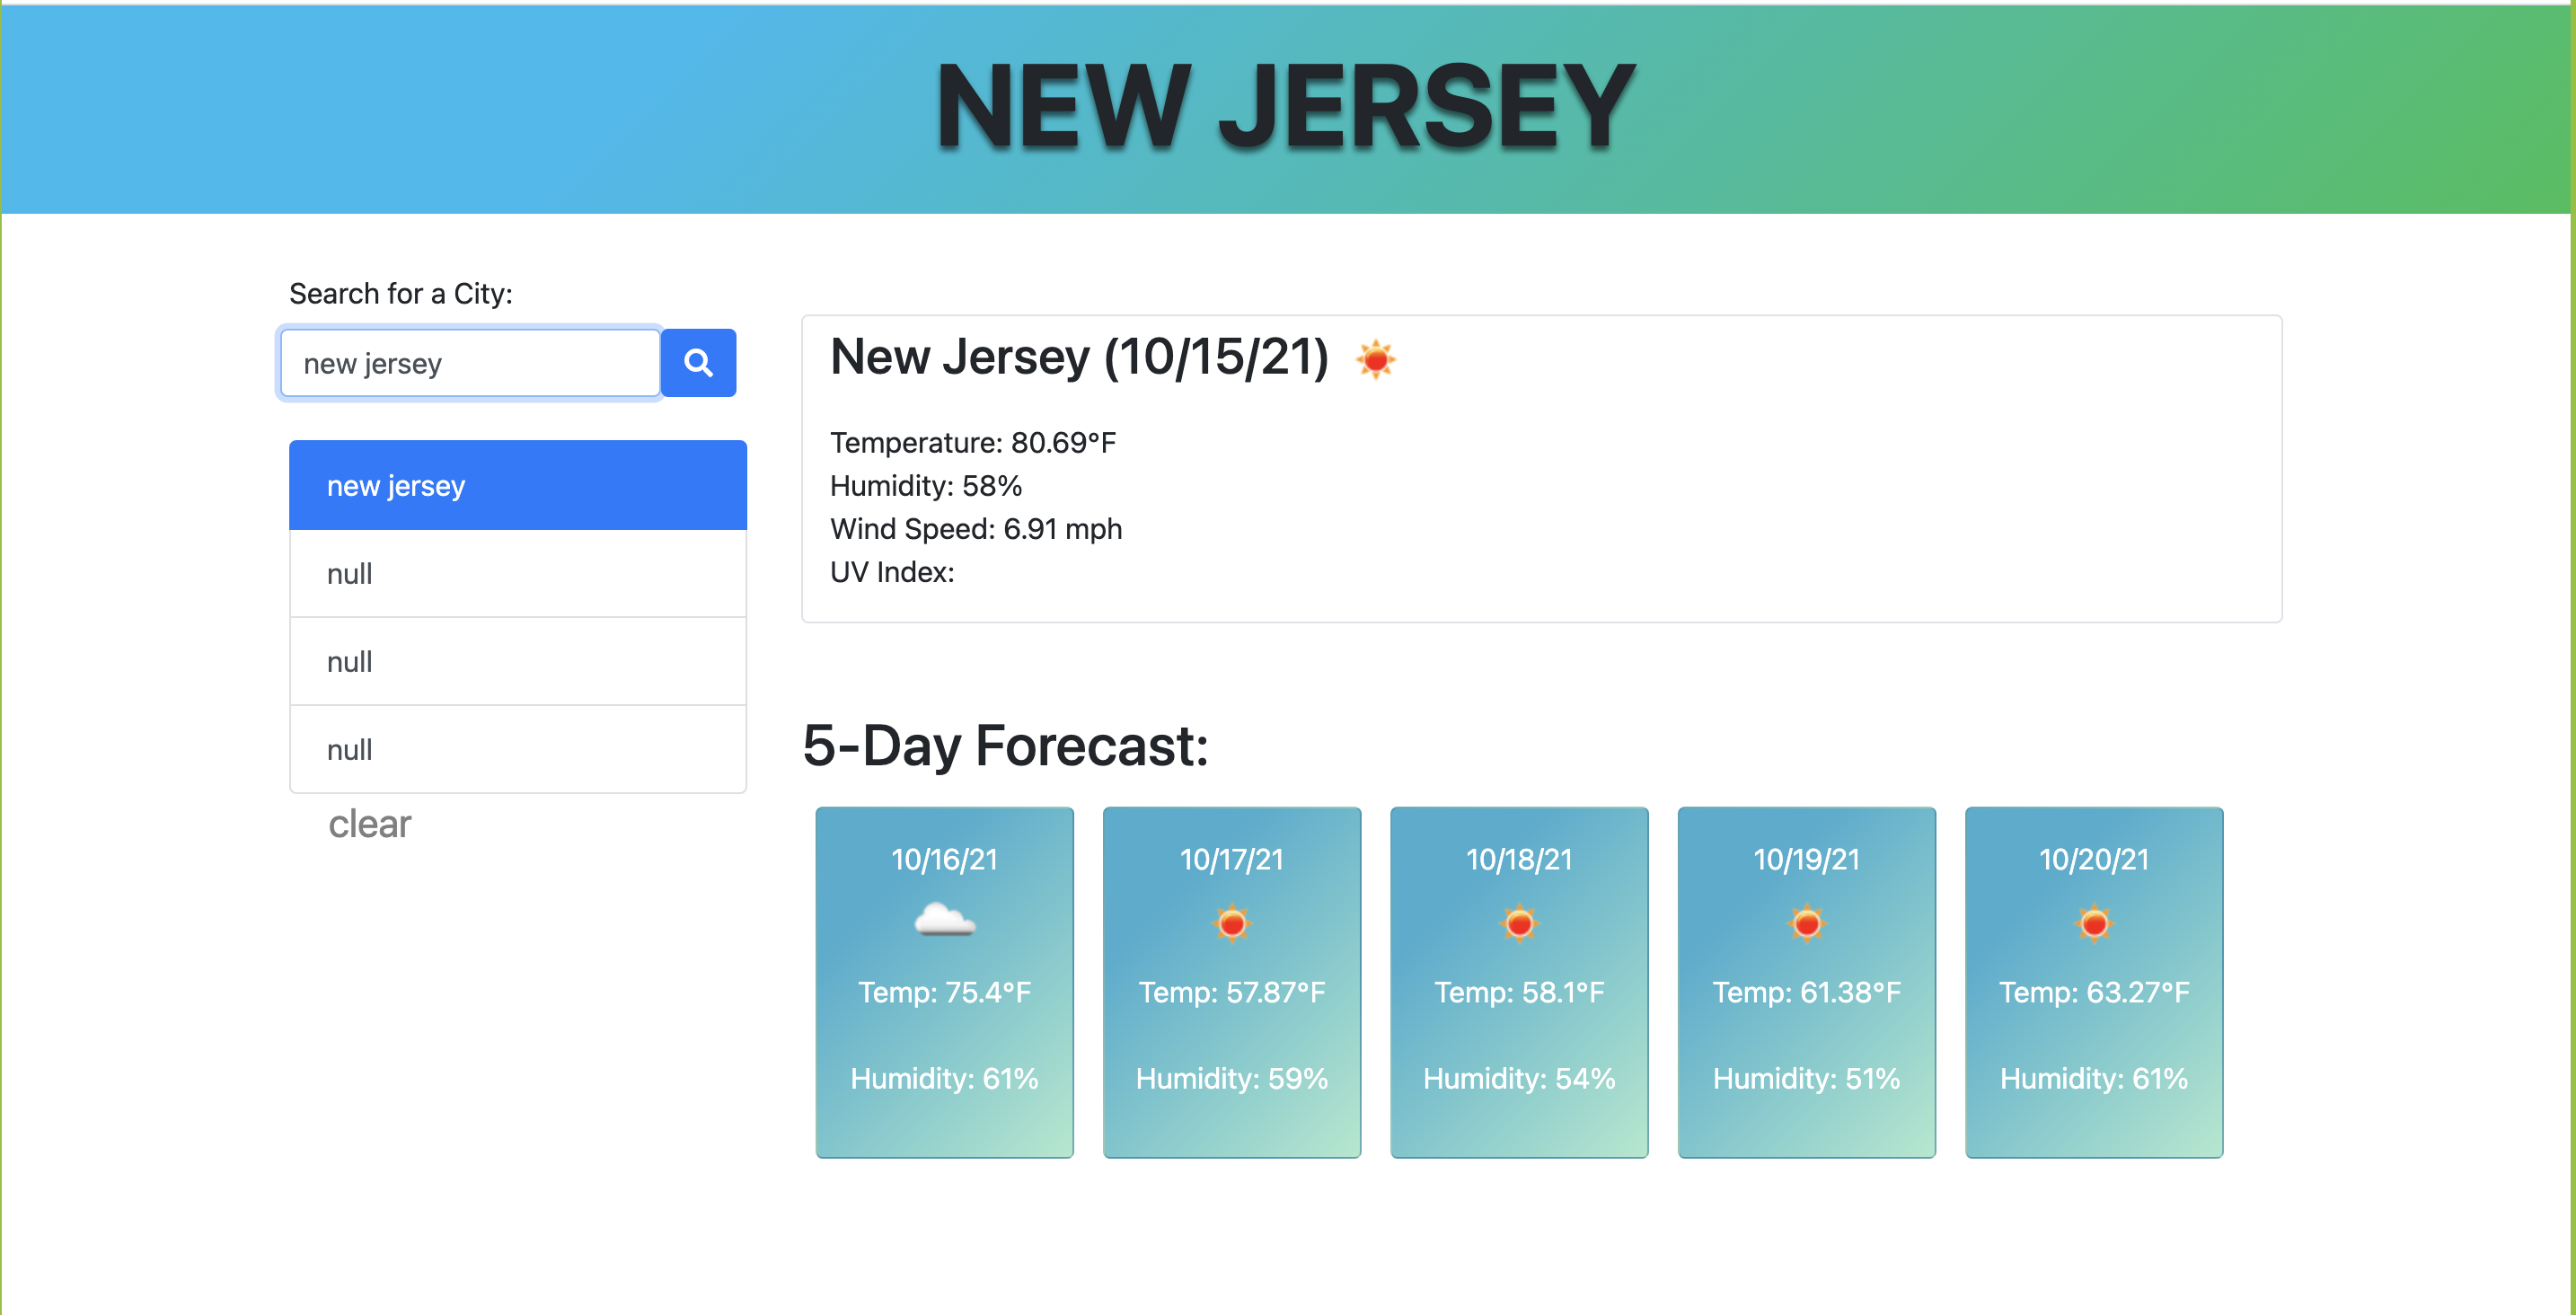 NEW JERSEY
Search for a City:
new jersey
new jersey
null
null
null
clear
New Jersey (10/15/21)
Temperature: 80.69°F
Humidity: 58%
Wind Speed: 6.91 mph
UV Index:
5-Day Forecast:
10/16/21
Temp: 75.4°F
Humidity: 61%
10/17/21
Temp: 57.87°F
Humidity: 59%
10/18/21
Temp: 58.1°F
Humidity: 54%
10/19/21
Temp: 61.38°F
Humidity: 51%
10/20/21
Temp: 63.27°F
Humidity: 61%